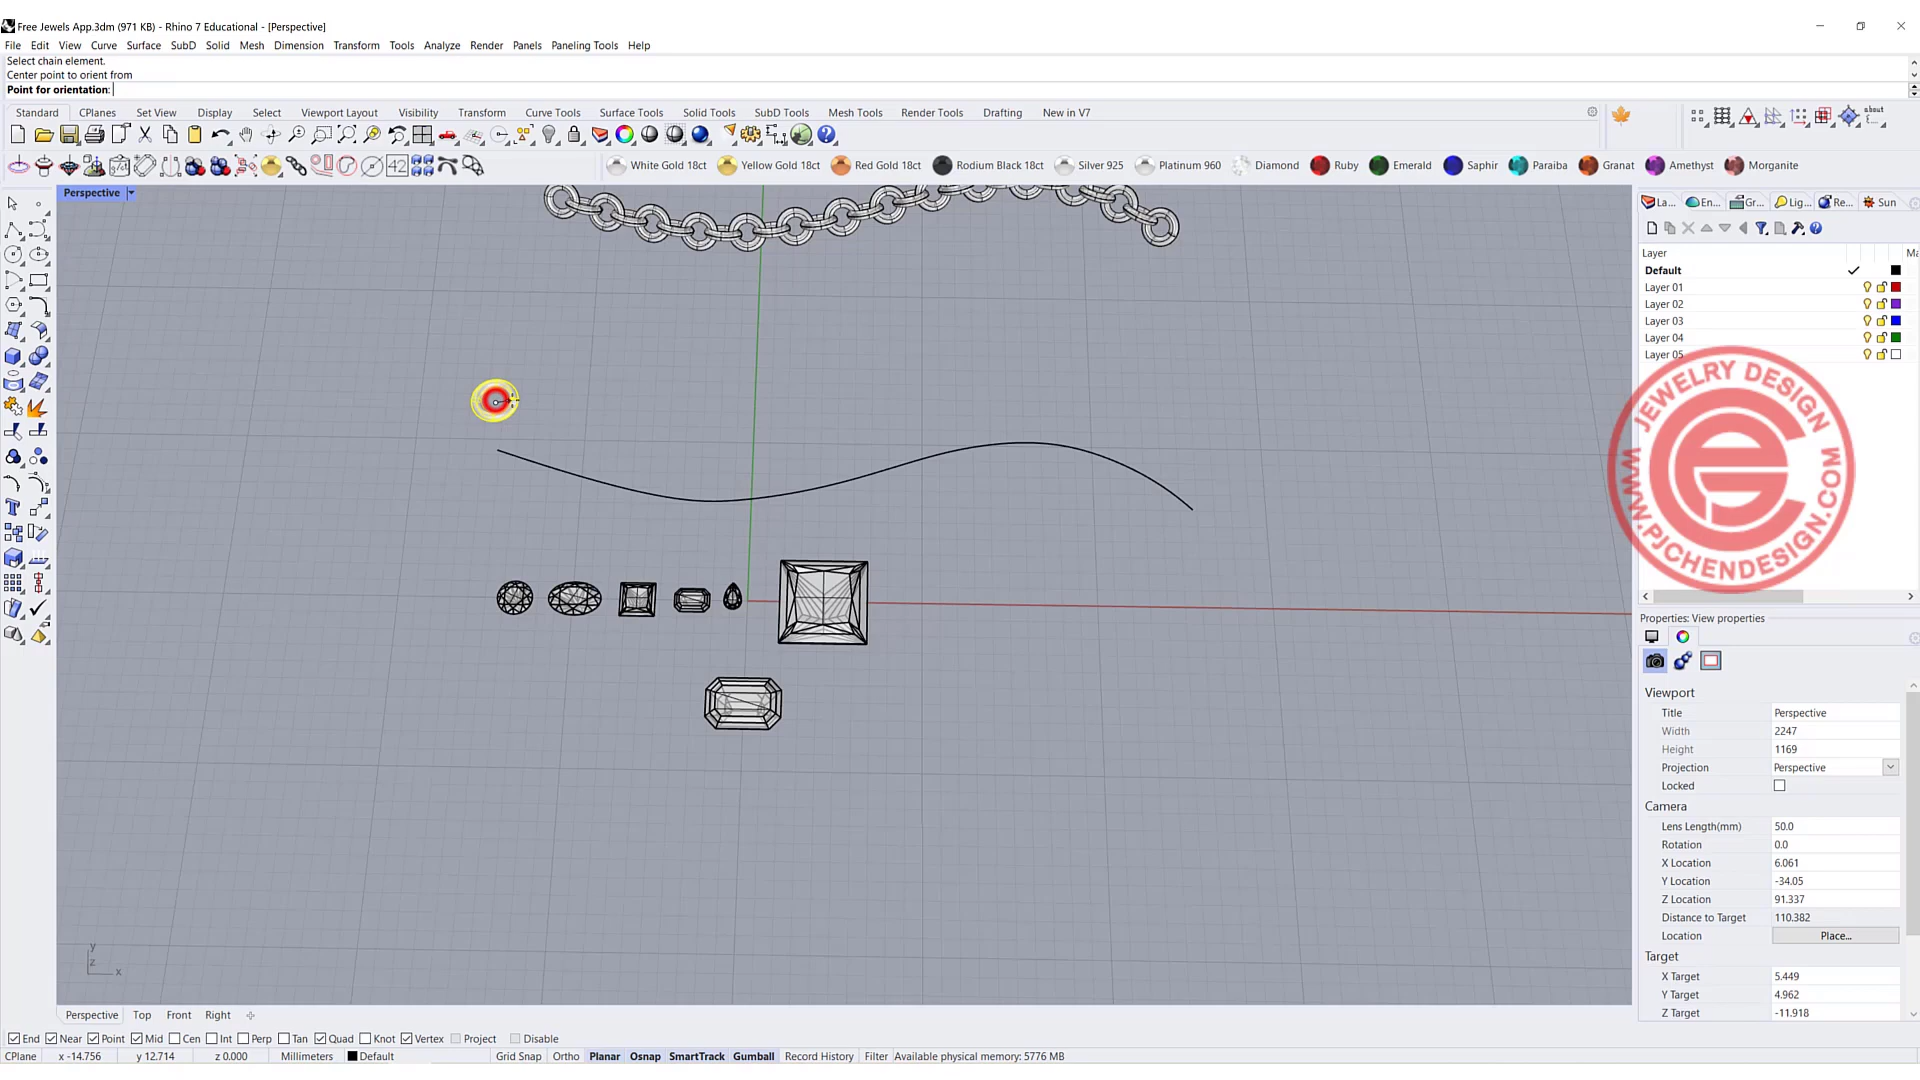 Free Jewels App.3dm (971 KB) - Rhino 7 Educational - [Perspective]
File Edit View Curve Surface SubD Solid Mesh Dimension Transform Tools Analyze Render Panels Paneling Tools Help
Select chain element.
Center point to orient from
Point for orientation:
Standard CPlanes Set View Display Select Viewport Layout Visibility Transform Curve Tools Surface Tools Solid Tools SubD Tools Mesh Tools Render Tools Drafting New in V7
about
42 White Gold 18ct Yellow Gold 18ct Red Gold 18ct Rodium Black 18ct Silver 925 Platinum 960 Diamond Ruby Emerald Saphir Paraiba Granat Amethyst Morganite
Perspective
La... En... Gr... Lig... Re... Sun
Layer Ma
Default
Layer 01
Layer 02
Layer 03
Layer 04
Layer 05
JEWELRY DESIGN
WWW.PJCHENDESIGN.COM
Properties: View properties
Viewport
Title Perspective
Width 2247
Height 1169
Projection Perspective
Locked
Camera
Lens Length(mm) 50.0
Rotation 0.0
X Location 6.061
Y Location -34.05
Z Location 91.337
Distance to Target 110.382
Location Place...
Target
X Target 5.449
Y Target 4.962
Z Target -11.918
y
z
x
Perspective Top Front Right
End Near Point Mid Cen Int Perp Tan Quad Knot Vertex Project Disable
CPlane x -14.756 y 12.714 z 0.000 Millimeters Default Grid Snap Ortho Planar Osnap SmartTrack Gumball Record History Filter Available physical memory: 5776 MB